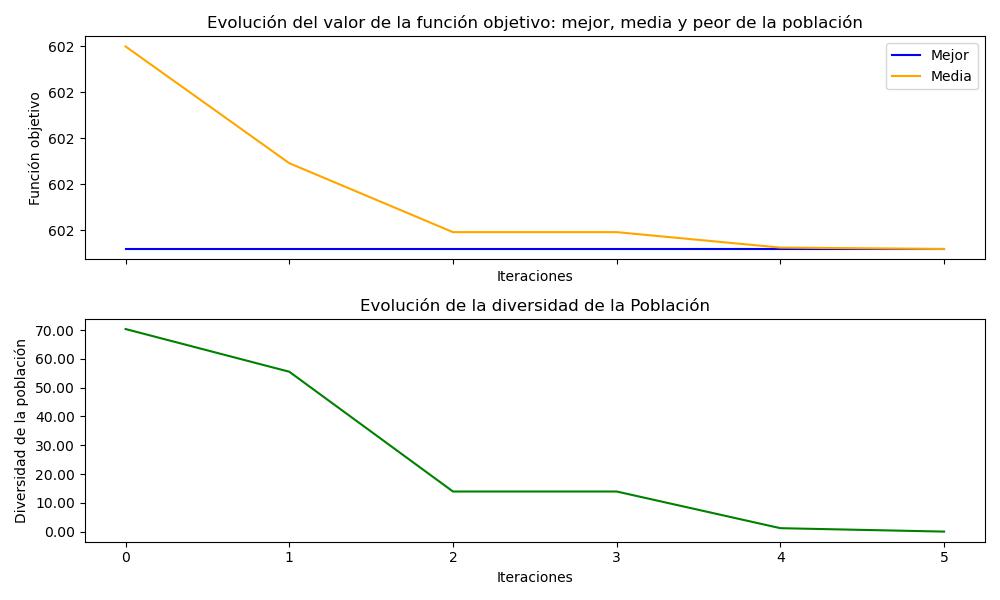 Evolución del valor de la función objetivo: mejor, media y peor de la población
Función objetivo
602
602
602
602
602
Mejor
Media
Iteraciones
Evolución de la diversidad de la Población
Diversidad de la población
70.00
60.00
50.00
40.00
30.00
20.00
10.00
0.00
0 1 2 3 4 5
Iteraciones